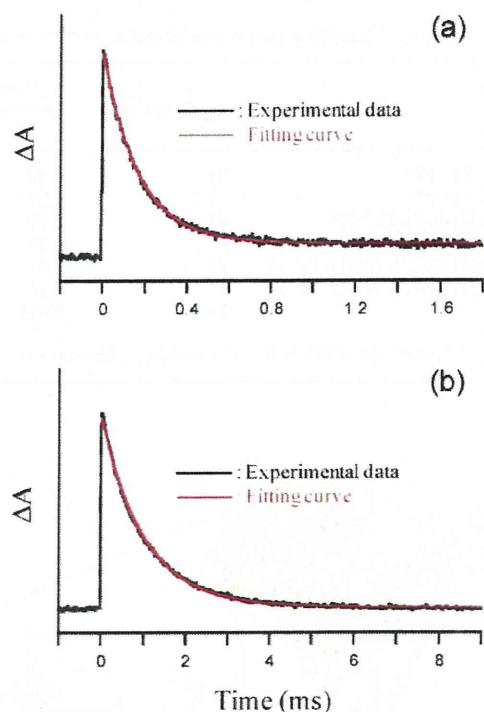 (a)
ΔA
: Experimental data
: Fitting curve
0 0.4 0.8 1.2 1.6
(b)
ΔA
: Experimental data
: Fitting curve
0 2 4 6 8
Time (ms)